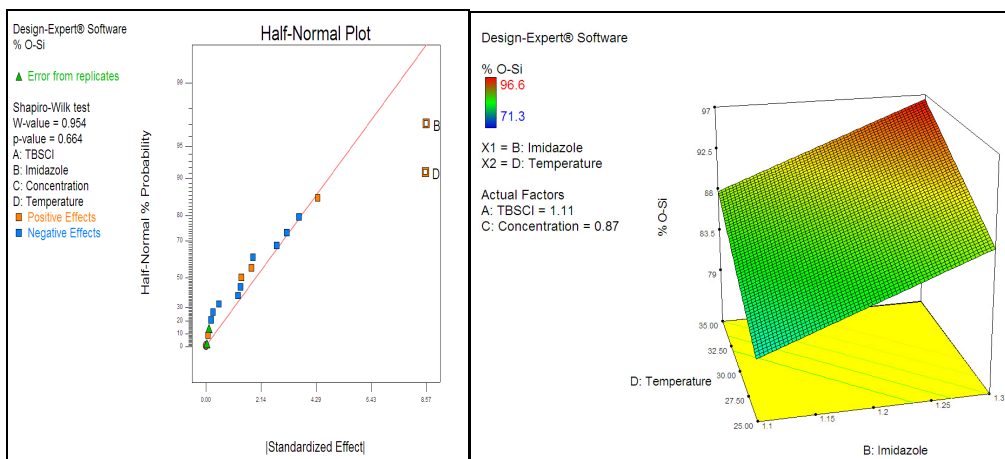 Design-Expert® Software
% O-Si
Error from replicates
Shapiro-Wilk test
W-value = 0.954
p-value = 0.664
A: TBSCI
B: Imidazole
C: Concentration
D: Temperature
Positive Effects
Negative Effects
Half-Normal Plot
Half-Normal % Probability
99
95
90
80
70
50
30
20
10
0
B
D
0.00
2.14
4.29
6.43
8.57
|Standardized Effect|
Design-Expert® Software
% O-Si
96.6
71.3
X1 = B: Imidazole
X2 = D: Temperature
Actual Factors
A: TBSCI = 1.11
C: Concentration = 0.87
97
92.5
88
83.5
79
% O-Si
35.00
32.50
30.00
27.50
25.00
D: Temperature
1.1
1.15
1.2
1.25
1.3
B: Imidazole